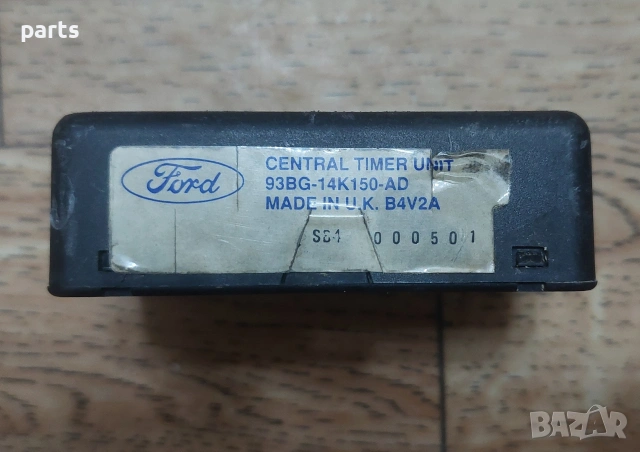 parts
Ford
CENTRAL TIMER UNIT
93BG-14K150-AD
MADE IN U.K. B4V2A
SB4 000501
BAZAR